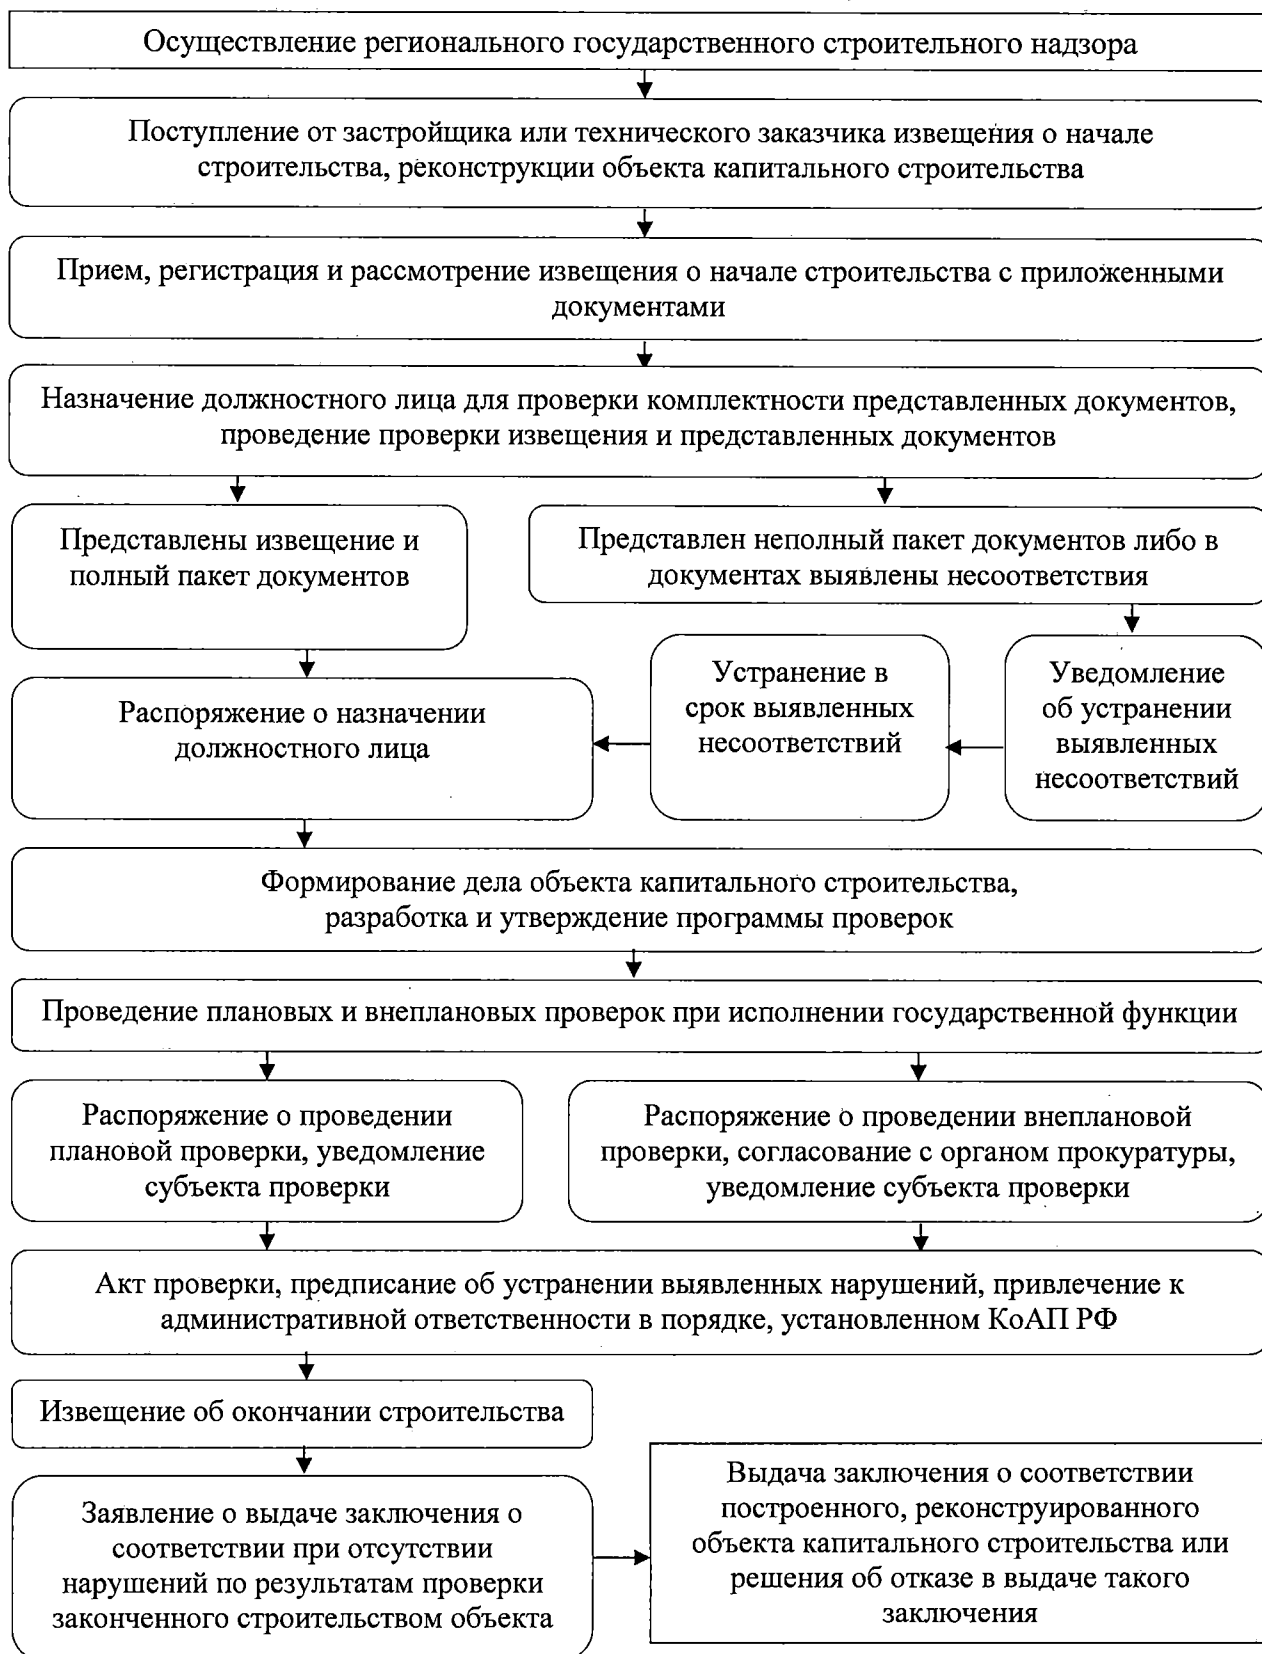 Осуществление регионального государственного строительного надзора
Поступление от застройщика или технического заказчика извещения о начале
строительства, реконструкции объекта капитального строительства
Прием, регистрация и рассмотрение извещения о начале строительства с приложенными
документами
Назначение должностного лица для проверки комплектности представленных документов,
проведение проверки извещения и представленных документов
Представлены извещение и
полный пакет документов
Представлен неполный пакет документов либо в
документах выявлены несоответствия
Распоряжение о назначении
должностного лица
Устранение в
срок выявленных
несоответствий
Уведомление
об устранении
выявленных
несоответствий
Формирование дела объекта капитального строительства,
разработка и утверждение программы проверок
Проведение плановых и внеплановых проверок при исполнении государственной функции
Распоряжение о проведении
плановой проверки, уведомление
субъекта проверки
Распоряжение о проведении внеплановой
проверки, согласование с органом прокуратуры,
уведомление субъекта проверки
Акт проверки, предписание об устранении выявленных нарушений, привлечение к
административной ответственности в порядке, установленном КоАП РФ
Извещение об окончании строительства
Заявление о выдаче заключения о
соответствии при отсутствии
нарушений по результатам проверки
законченного строительством объекта
Выдача заключения о соответствии
построенного, реконструированного
объекта капитального строительства или
решения об отказе в выдаче такого
заключения